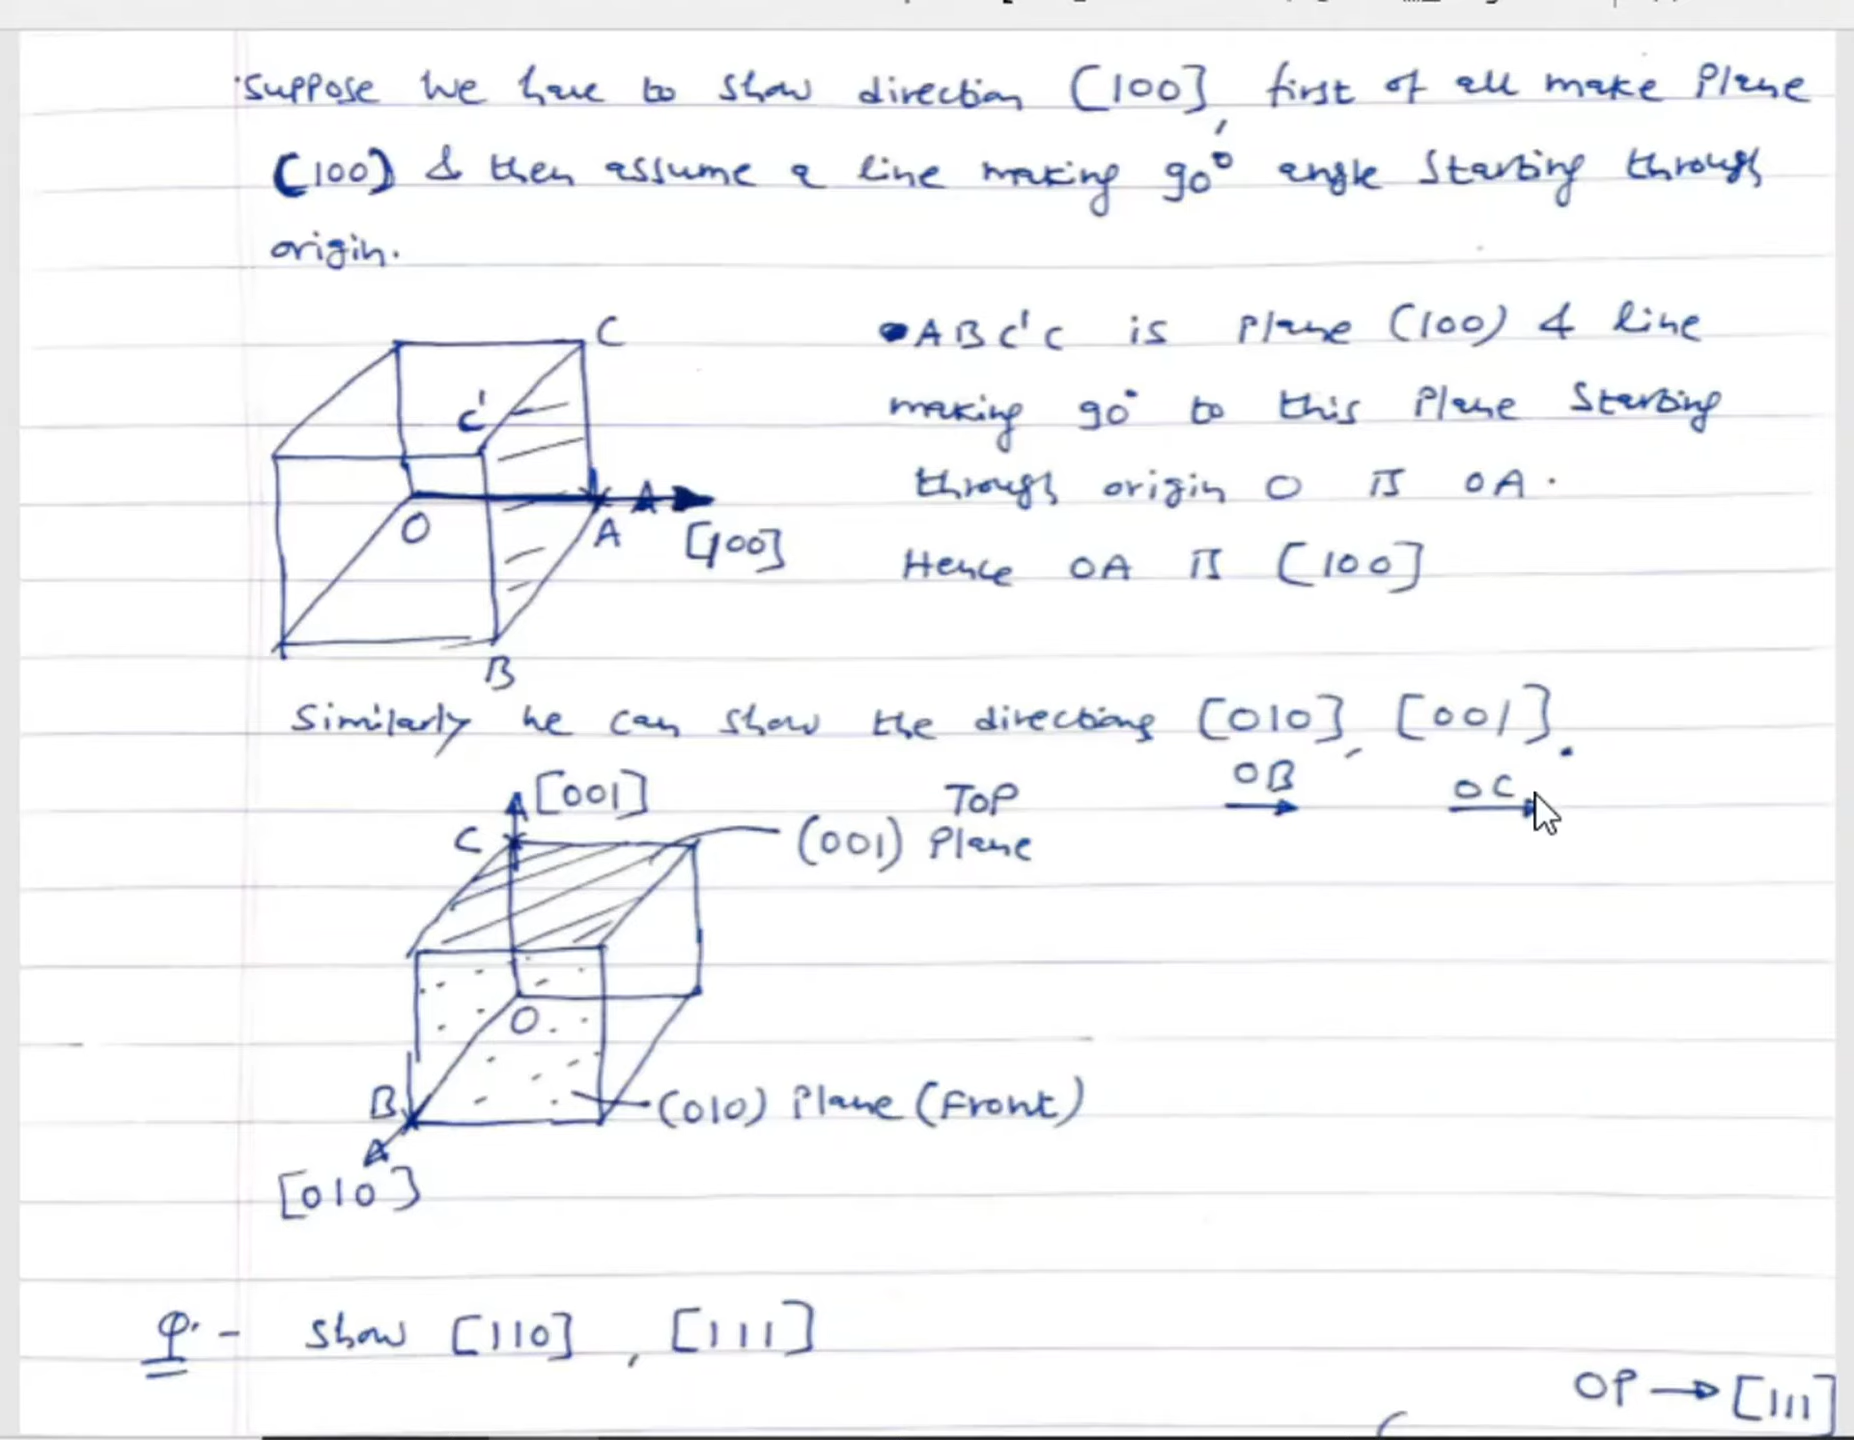 Suppose we have to show direction [100], first of all make Plane
(100) & then assume a line making 90° angle Starting through
origin.
C
C'
O
A
[100]
B
ABC'C is Plane (100) & line
making 90° to this Plane Starting
through origin O is OA.
Hence OA is [100]
Similarly we can show the directions [010], [001].
OB
OC
[001]
C
TOP
(001) Plane
O
B
(010) Plane (Front)
[010]
Q.- Show [110], [111]
OP → [111]